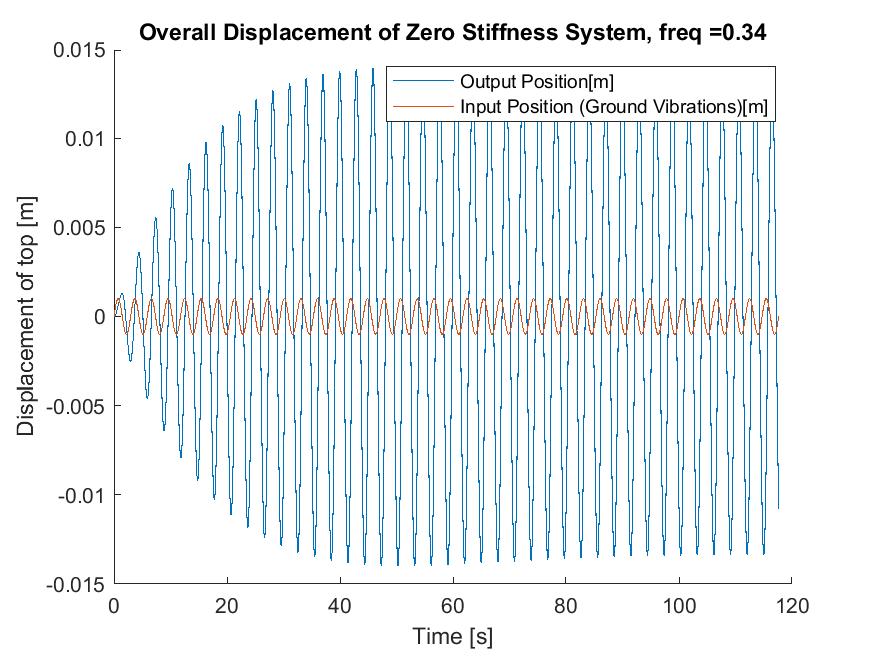 Overall Displacement of Zero Stiffness System, freq =0.34
0.015
0.01
0.005
0
-0.005
-0.01
-0.015
Displacement of top [m]
Output Position[m]
Input Position (Ground Vibrations)[m]
0 20 40 60 80 100 120
Time [s]